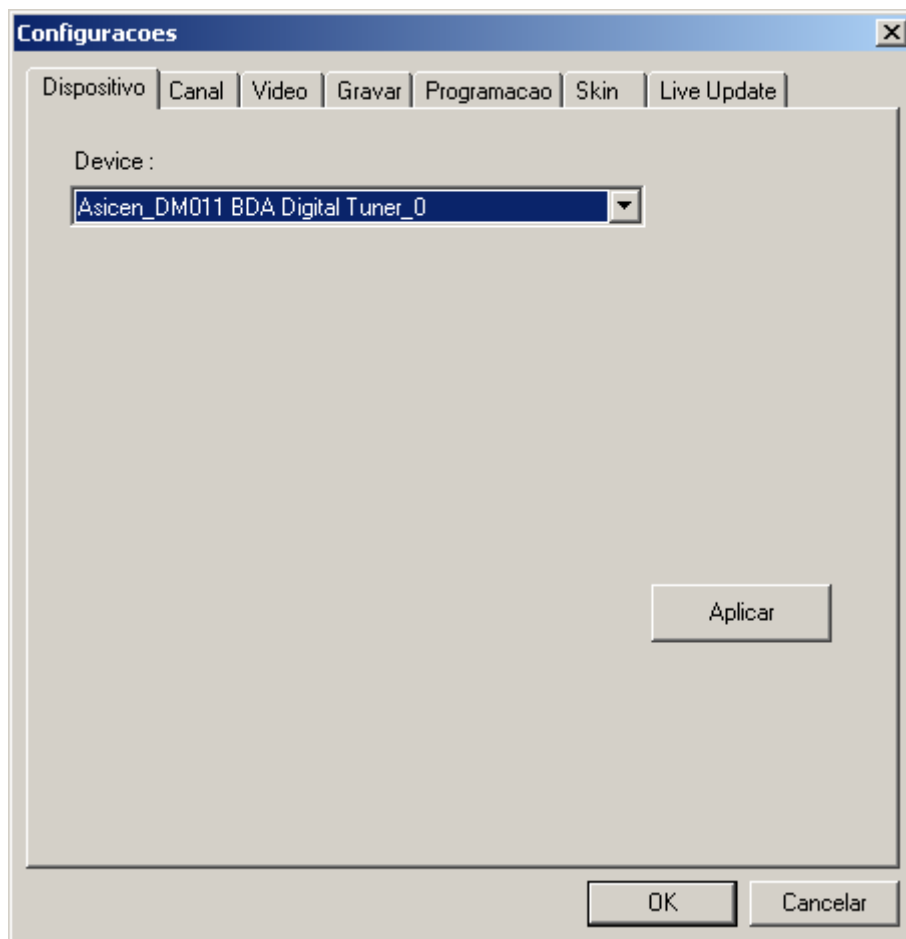 Configuracoes
Dispositivo Canal Video Gravar Programacao Skin Live Update
Device :
Asicen_DM011 BDA Digital Tuner_0
Aplicar
OK Cancelar